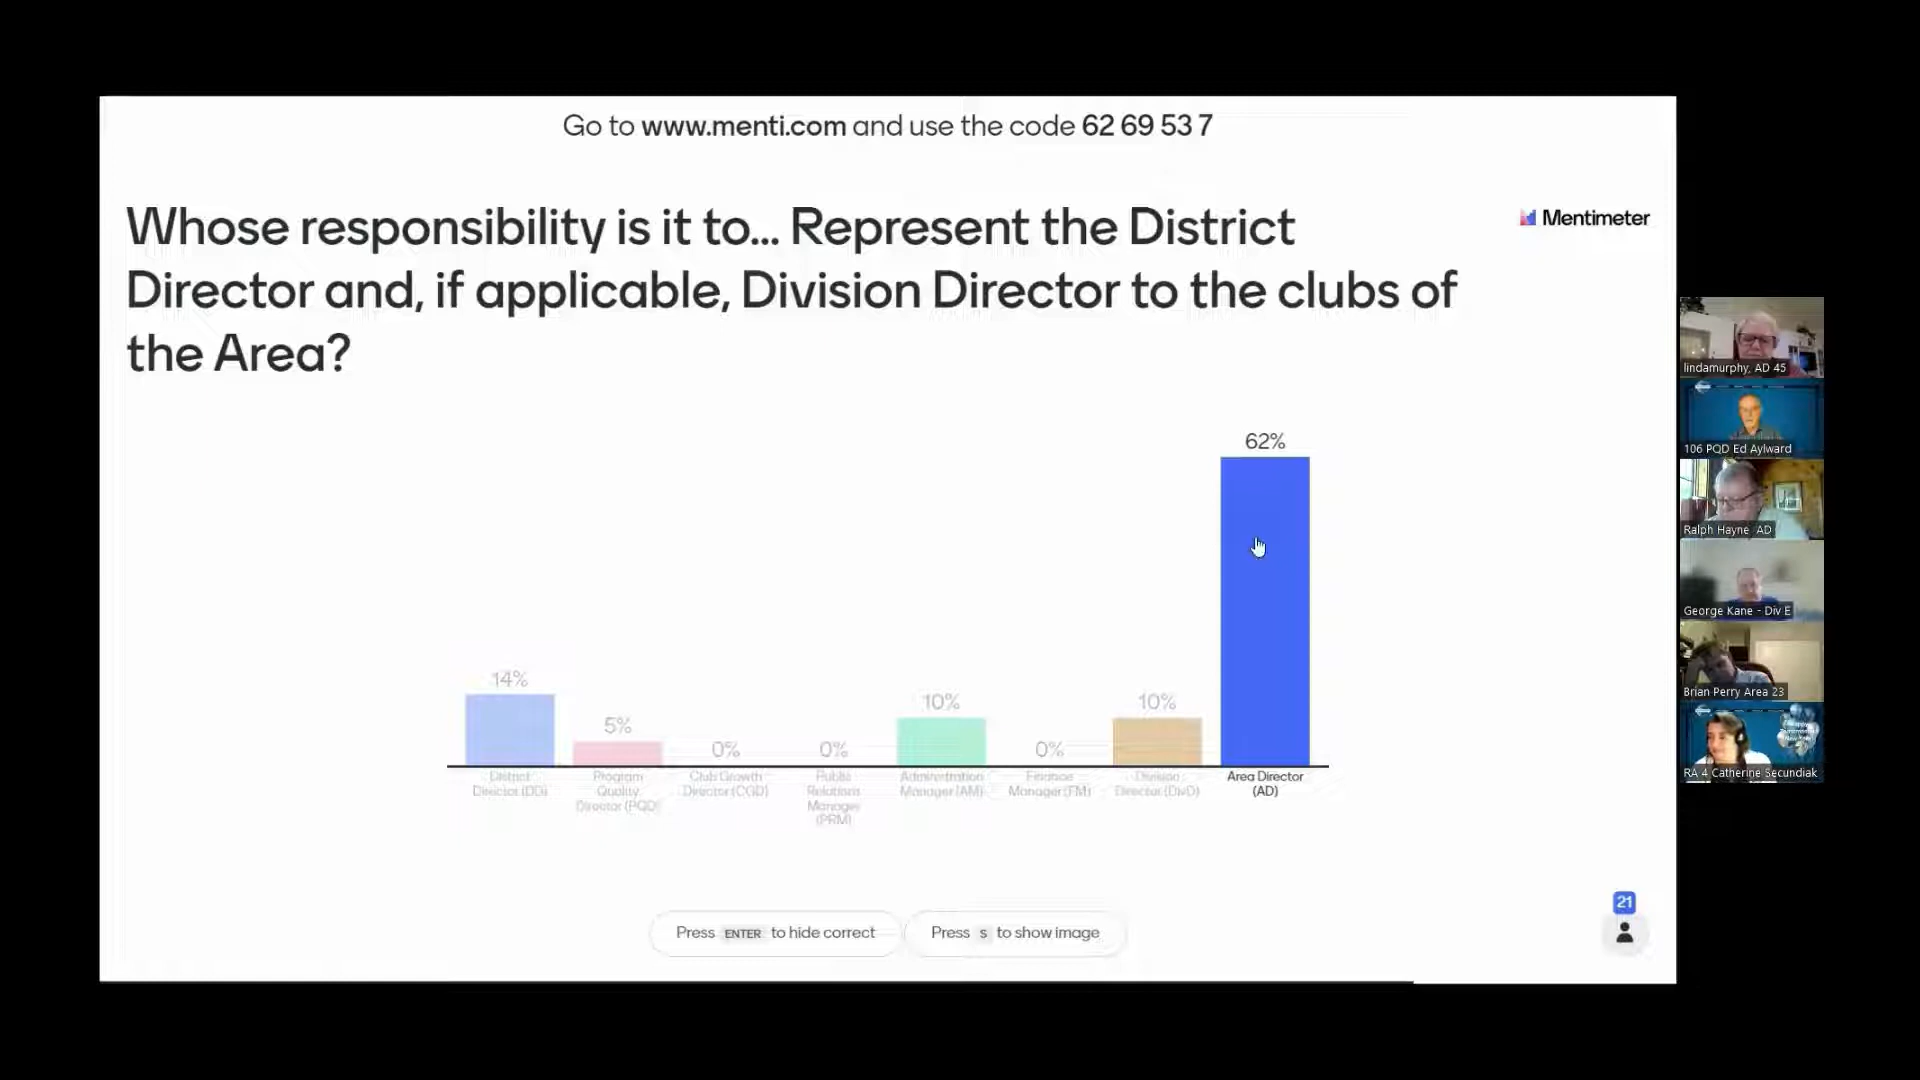 Go to www.menti.com and use the code 62 69 53 7
Whose responsibility is it to... Represent the District
Director and, if applicable, Division Director to the clubs of
the Area?
Mentimeter
14%
5%
0%
0%
10%
0%
10%
62%
District
Director (DD)
Program
Quality
Director (PQD)
Club Growth
Director (CGD)
Public
Relations
Manager
(PRM)
Administration
Manager (AM)
Finance
Manager (FM)
Division
Director (DivD)
Area Director
(AD)
Press ENTER to hide correct
Press S to show image
21
lindamurphy, AD 45
106 PQD Ed Aylward
Ralph Hayne AD
George Kane - Div E
Brian Perry Area 23
RA 4 Catherine Secundiak